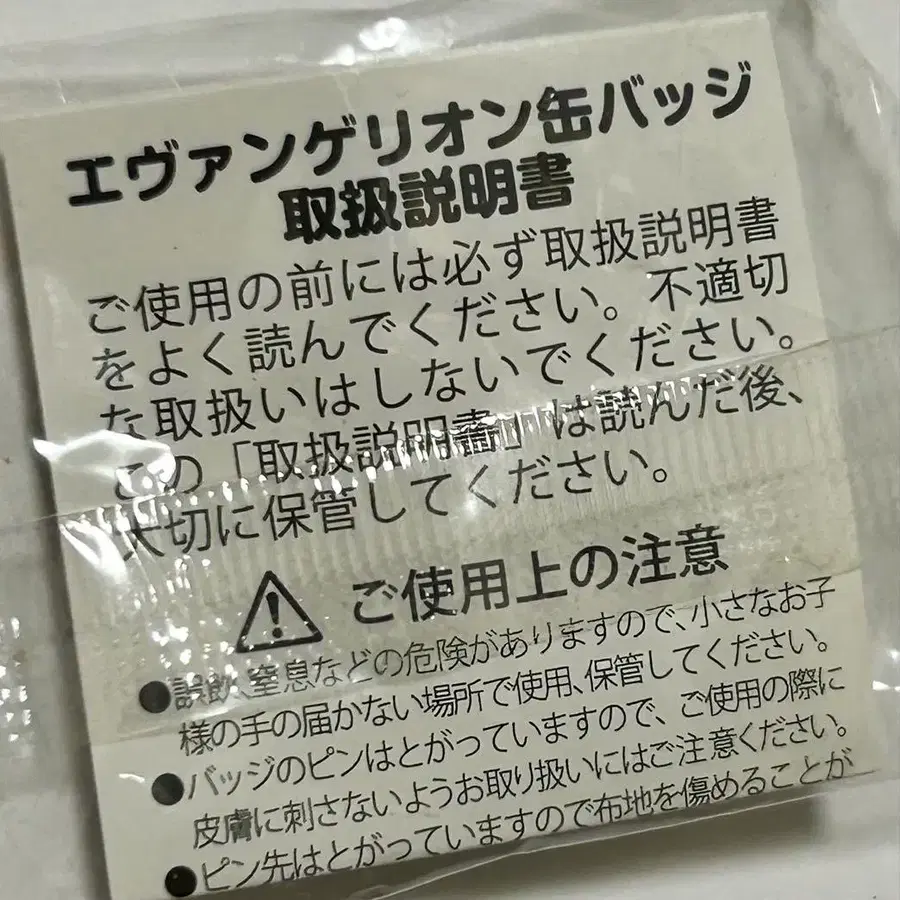 エヴァンゲリオン缶バッジ
取扱説明書
ご使用の前には必ず取扱説明書
をよく読んでください。不適切
な取扱いはしないでください。
この「取扱説明書」は読んだ後、
大切に保管してください。
ご使用上の注意
●誤飲、窒息などの危険がありますので、小さなお子
様の手の届かない場所で使用、保管してください。
●バッジのピンはとがっていますので、ご使用の際に
皮膚に刺さないようお取り扱いにはご注意ください。
●ピン先はとがっていますので布地を傷めることが